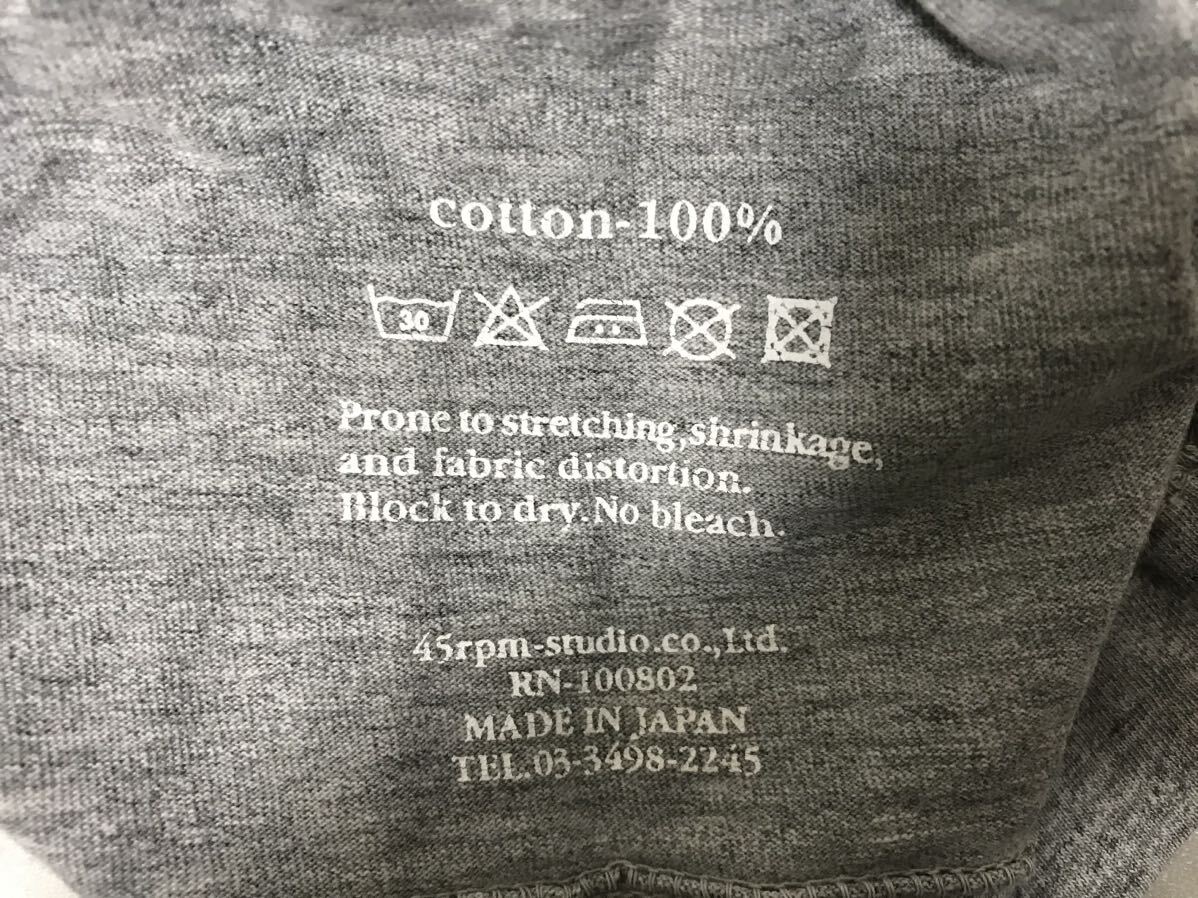 cotton-100%
30
Prone to stretching,shrinkage,
and fabric distortion.
Block to dry.No bleach.
45rpm-studio.co.,Ltd.
RN-100802
MADE IN JAPAN
TEL.03-3498-2245